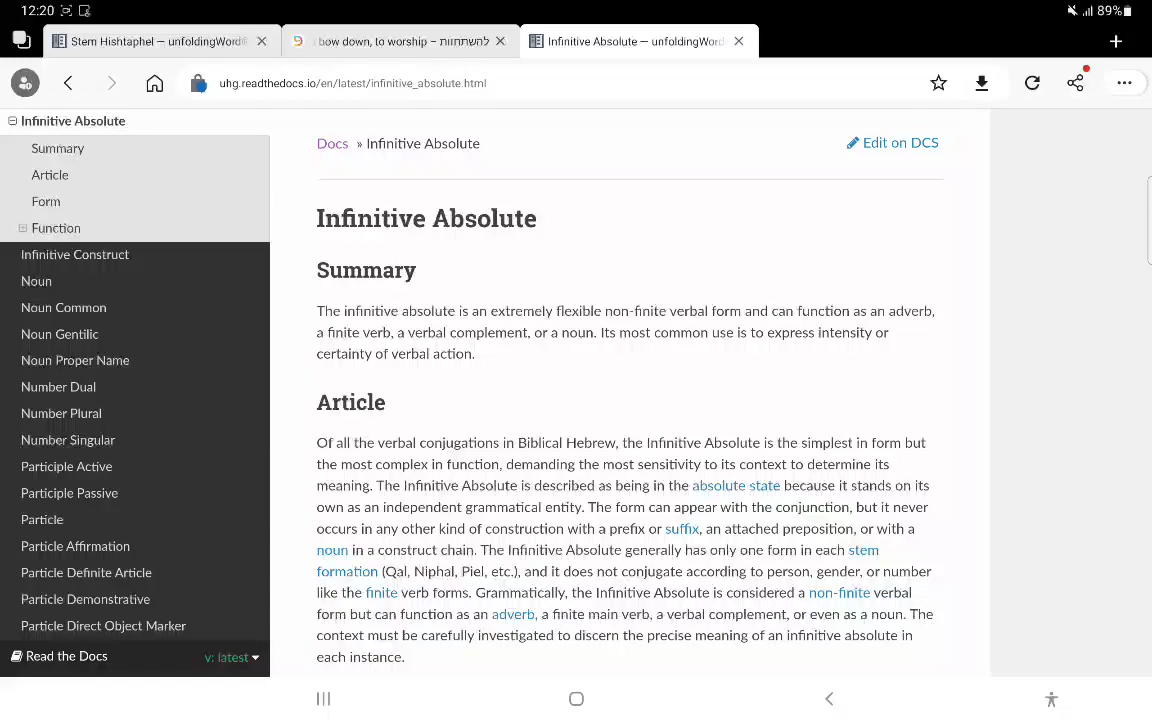 12:20
89%
Stem Hishtaphel — unfoldingWord®
bow down, to worship – להשתחוות
Infinitive Absolute — unfoldingWord
uhg.readthedocs.io/en/latest/infinitive_absolute.html
Infinitive Absolute
Summary
Article
Form
Function
Infinitive Construct
Noun
Noun Common
Noun Gentilic
Noun Proper Name
Number Dual
Number Plural
Number Singular
Participle Active
Participle Passive
Particle
Particle Affirmation
Particle Definite Article
Particle Demonstrative
Particle Direct Object Marker
Read the Docs
v: latest
Docs » Infinitive Absolute
Edit on DCS
Infinitive Absolute
Summary
The infinitive absolute is an extremely flexible non-finite verbal form and can function as an adverb,
a finite verb, a verbal complement, or a noun. Its most common use is to express intensity or
certainty of verbal action.
Article
Of all the verbal conjugations in Biblical Hebrew, the Infinitive Absolute is the simplest in form but
the most complex in function, demanding the most sensitivity to its context to determine its
meaning. The Infinitive Absolute is described as being in the absolute state because it stands on its
own as an independent grammatical entity. The form can appear with the conjunction, but it never
occurs in any other kind of construction with a prefix or suffix, an attached preposition, or with a
noun in a construct chain. The Infinitive Absolute generally has only one form in each stem
formation (Qal, Niphal, Piel, etc.), and it does not conjugate according to person, gender, or number
like the finite verb forms. Grammatically, the Infinitive Absolute is considered a non-finite verbal
form but can function as an adverb, a finite main verb, a verbal complement, or even as a noun. The
context must be carefully investigated to discern the precise meaning of an infinitive absolute in
each instance.